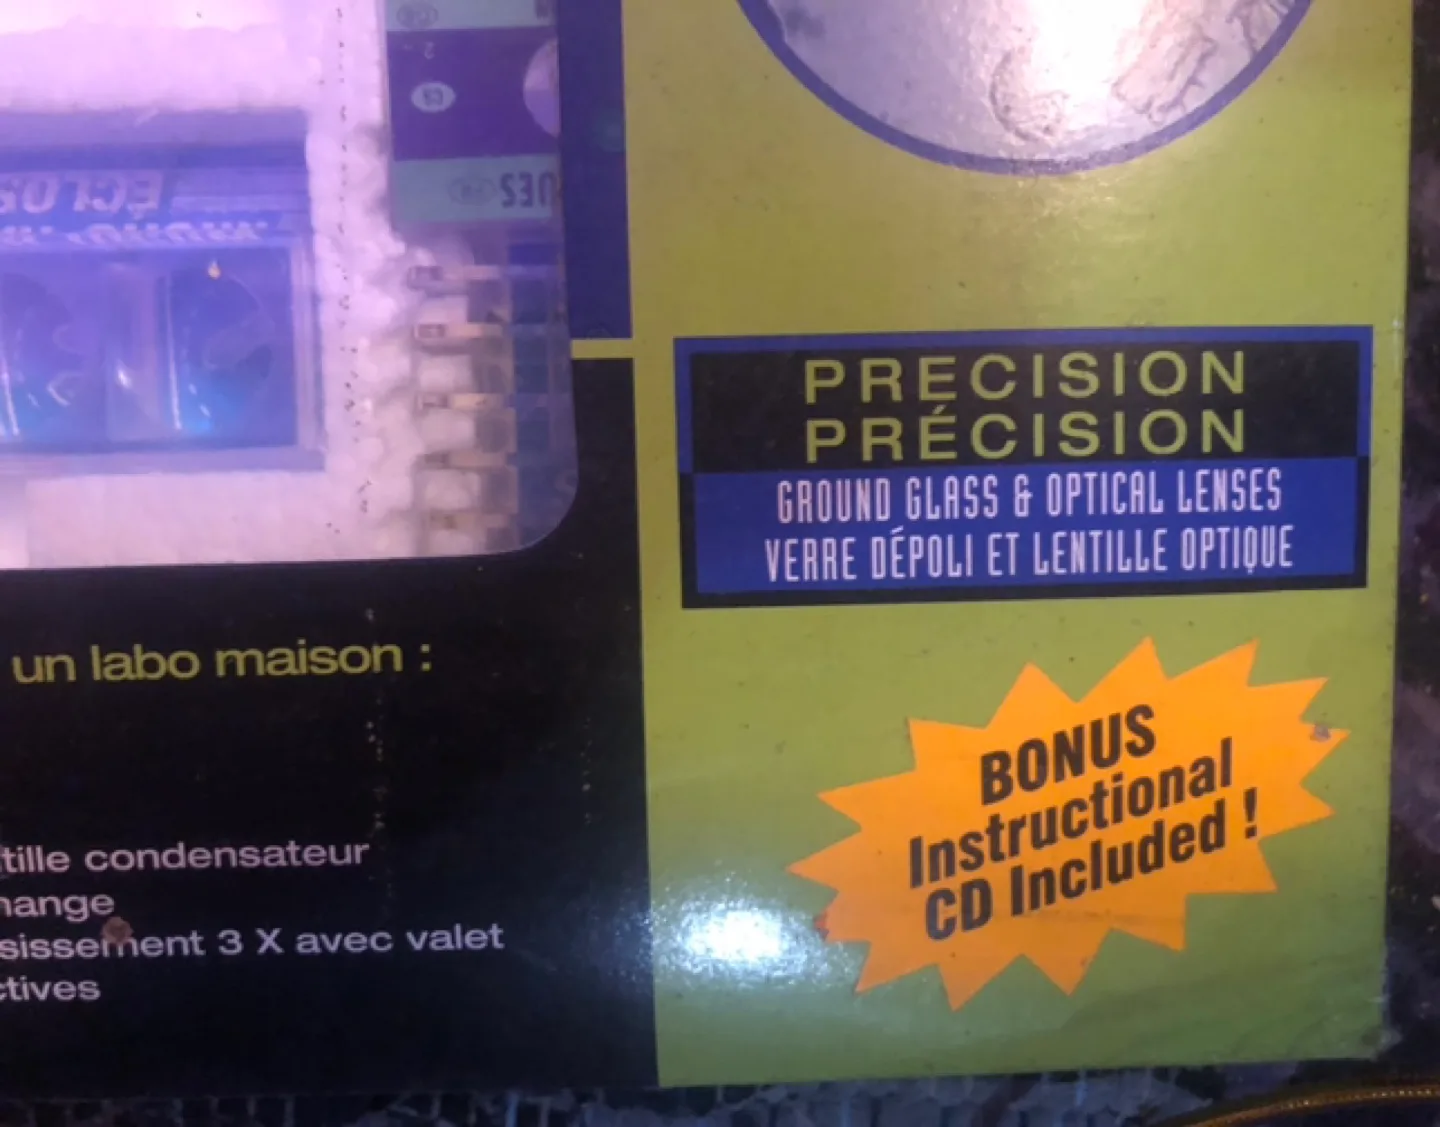 PRECISION
PRÉCISION
GROUND GLASS & OPTICAL LENSES
VERRE DÉPOLI ET LENTILLE OPTIQUE
un labo maison :
tille condensateur
hange
sissement 3 X avec valet
ctives
BONUS
Instructional
CD Included !